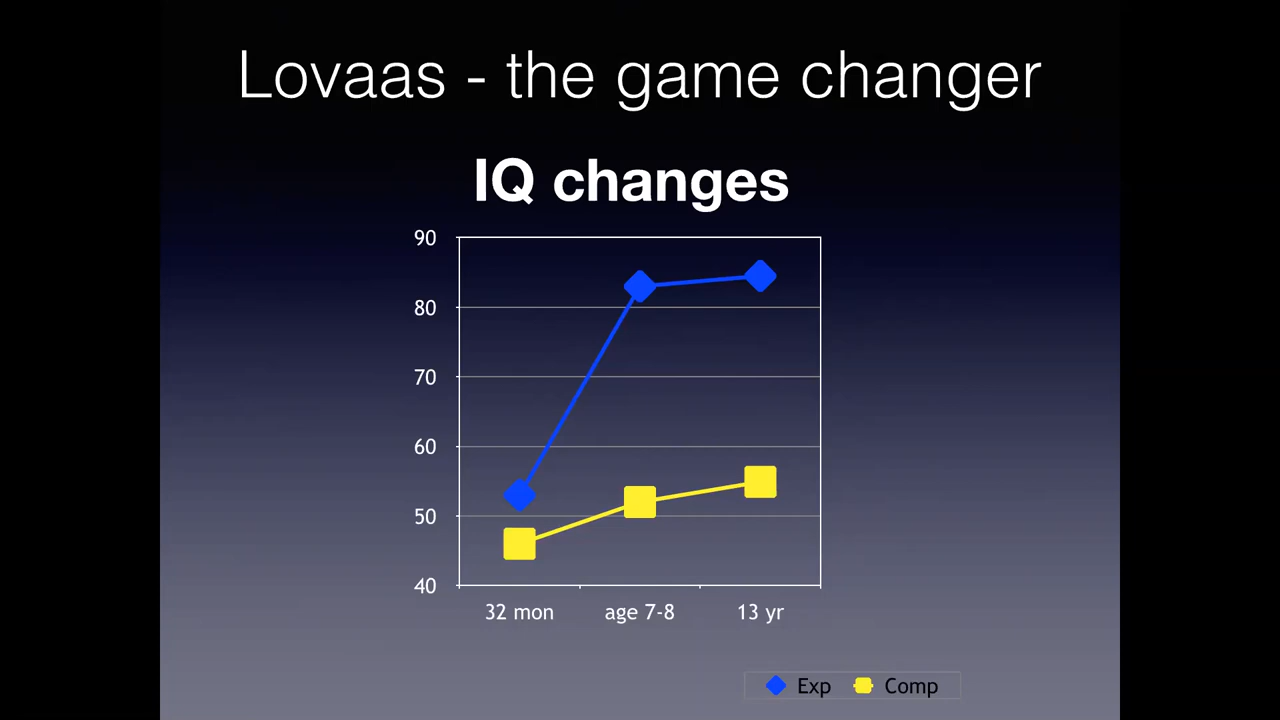 Lovaas - the game changer
IQ changes
90
80
70
60
50
40
32 mon age 7-8 13 yr
Exp Comp